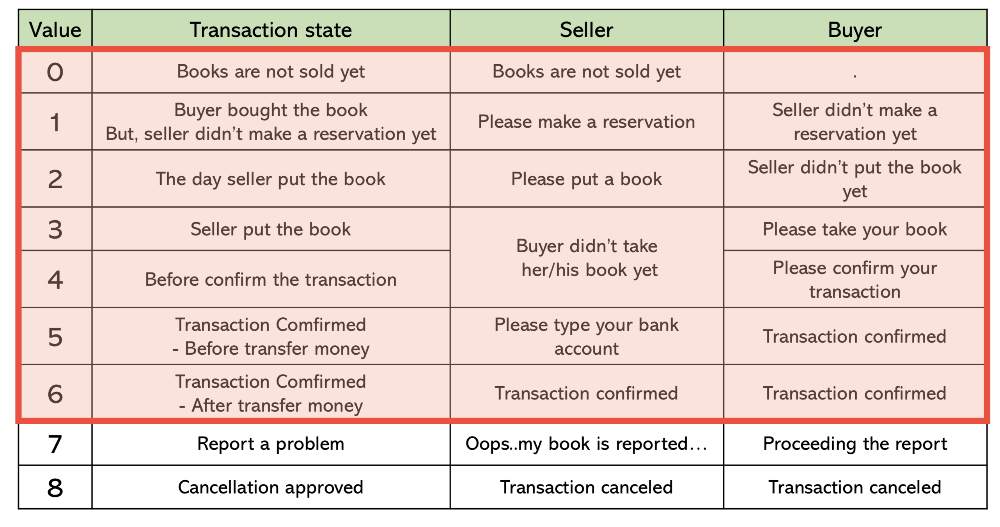 Value Transaction state Seller Buyer
0 Books are not sold yet Books are not sold yet .
1 Buyer bought the book
But, seller didn’t make a reservation yet Please make a reservation Seller didn’t make a
reservation yet
2 The day seller put the book Please put a book Seller didn’t put the book
yet
3 Seller put the book Buyer didn’t take
her/his book yet Please take your book
4 Before confirm the transaction Please confirm your
transaction
5 Transaction Comfirmed
- Before transfer money Please type your bank
account Transaction confirmed
6 Transaction Comfirmed
- After transfer money Transaction confirmed Transaction confirmed
7 Report a problem Oops..my book is reported… Proceeding the report
8 Cancellation approved Transaction canceled Transaction canceled